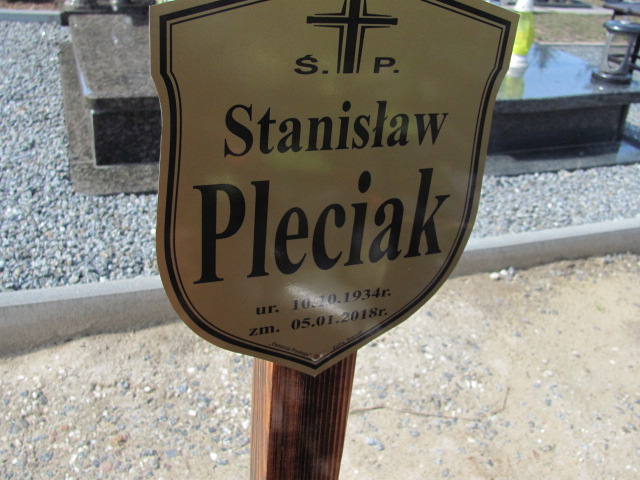 Ś. P.
Stanisław
Pleciak
ur. 10.10.1934r.
zm. 05.01.2018r.